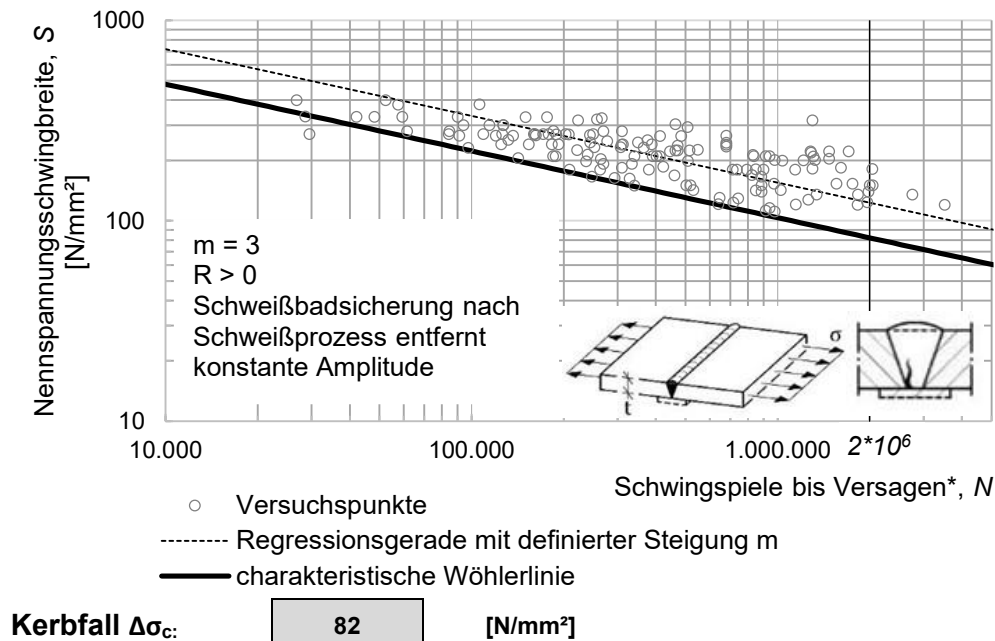 1000
100
10
Nennspannungsschwingbreite, S
[N/mm²]
m = 3
R > 0
Schweißbadsicherung nach
Schweißprozess entfernt
konstante Amplitude
σ
t
10.000
100.000
1.000.000
2*10⁶
Schwingspiele bis Versagen*, N
Versuchspunkte
Regressionsgerade mit definierter Steigung m
charakteristische Wöhlerlinie
Kerbfall Δσc: 82 [N/mm²]